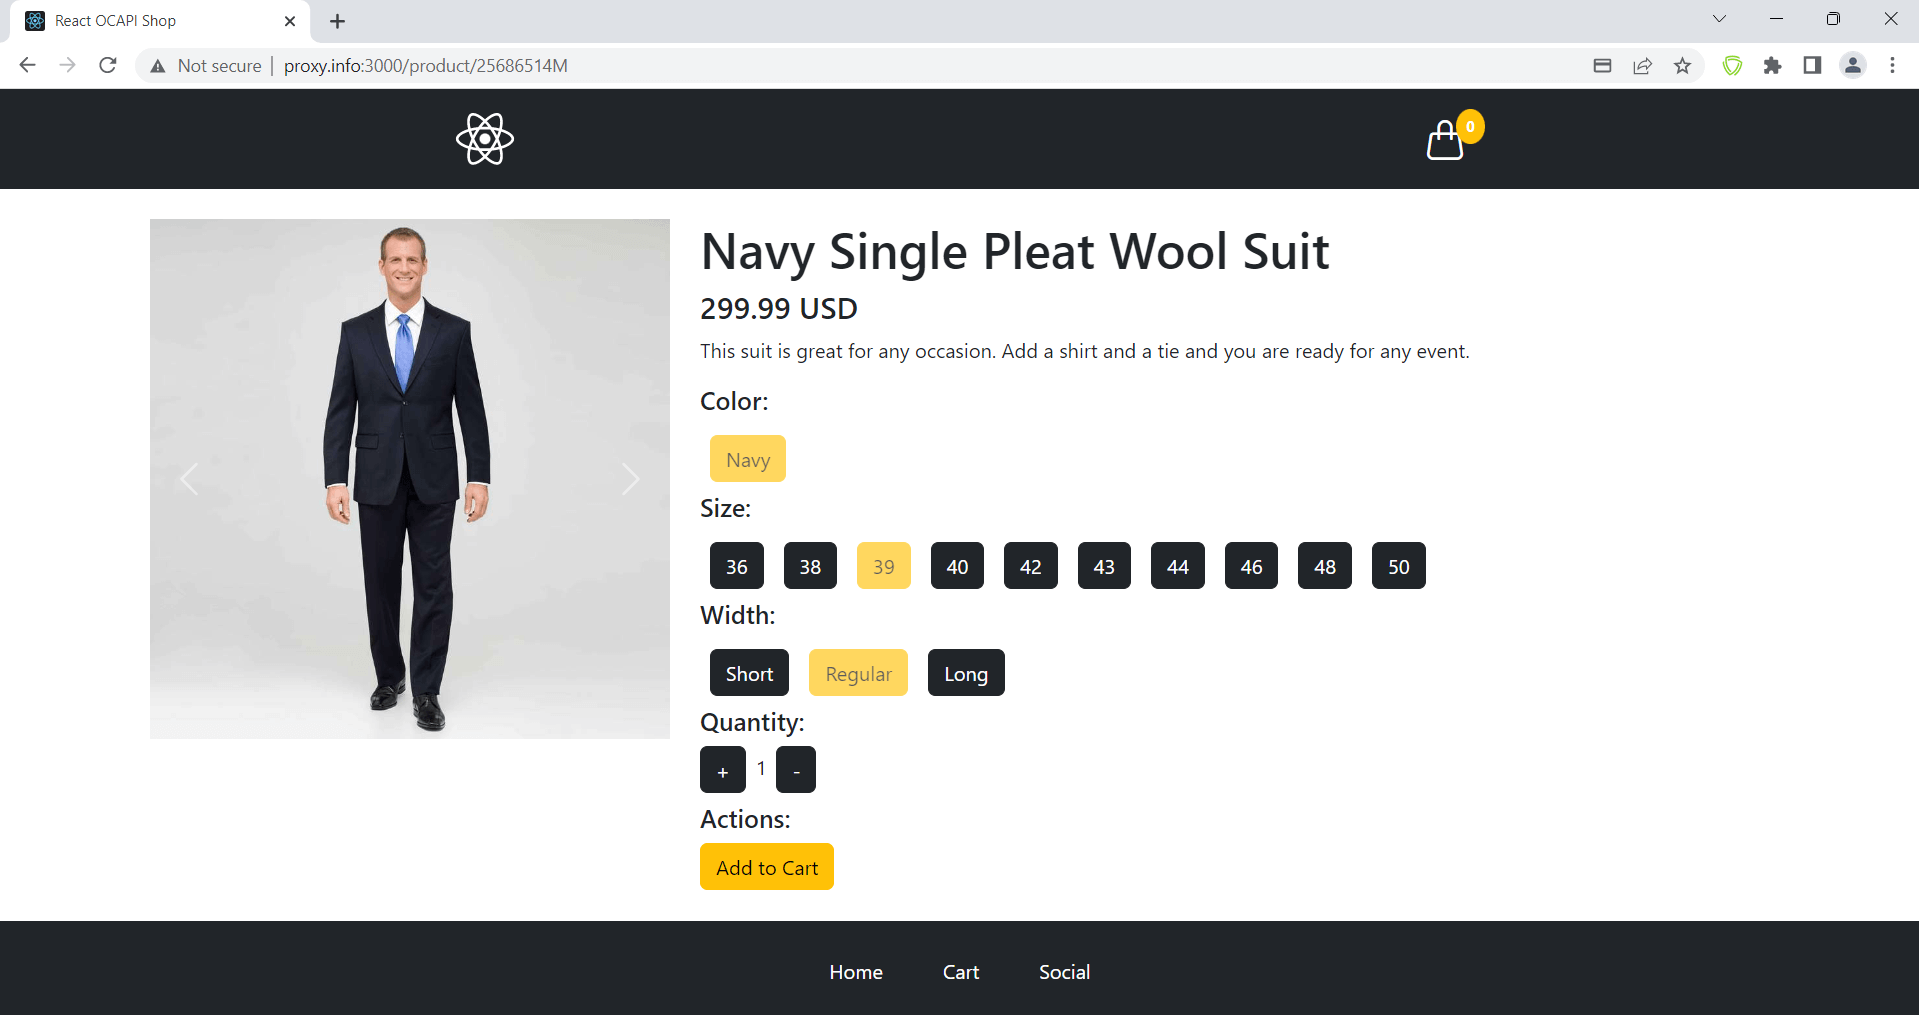 React OCAPI Shop
Not secure | proxy.info:3000/product/25686514M
0
Navy Single Pleat Wool Suit
299.99 USD
This suit is great for any occasion. Add a shirt and a tie and you are ready for any event.
Color:
Navy
Size:
36 38 39 40 42 43 44 46 48 50
Width:
Short Regular Long
Quantity:
+ 1 -
Actions:
Add to Cart
Home Cart Social